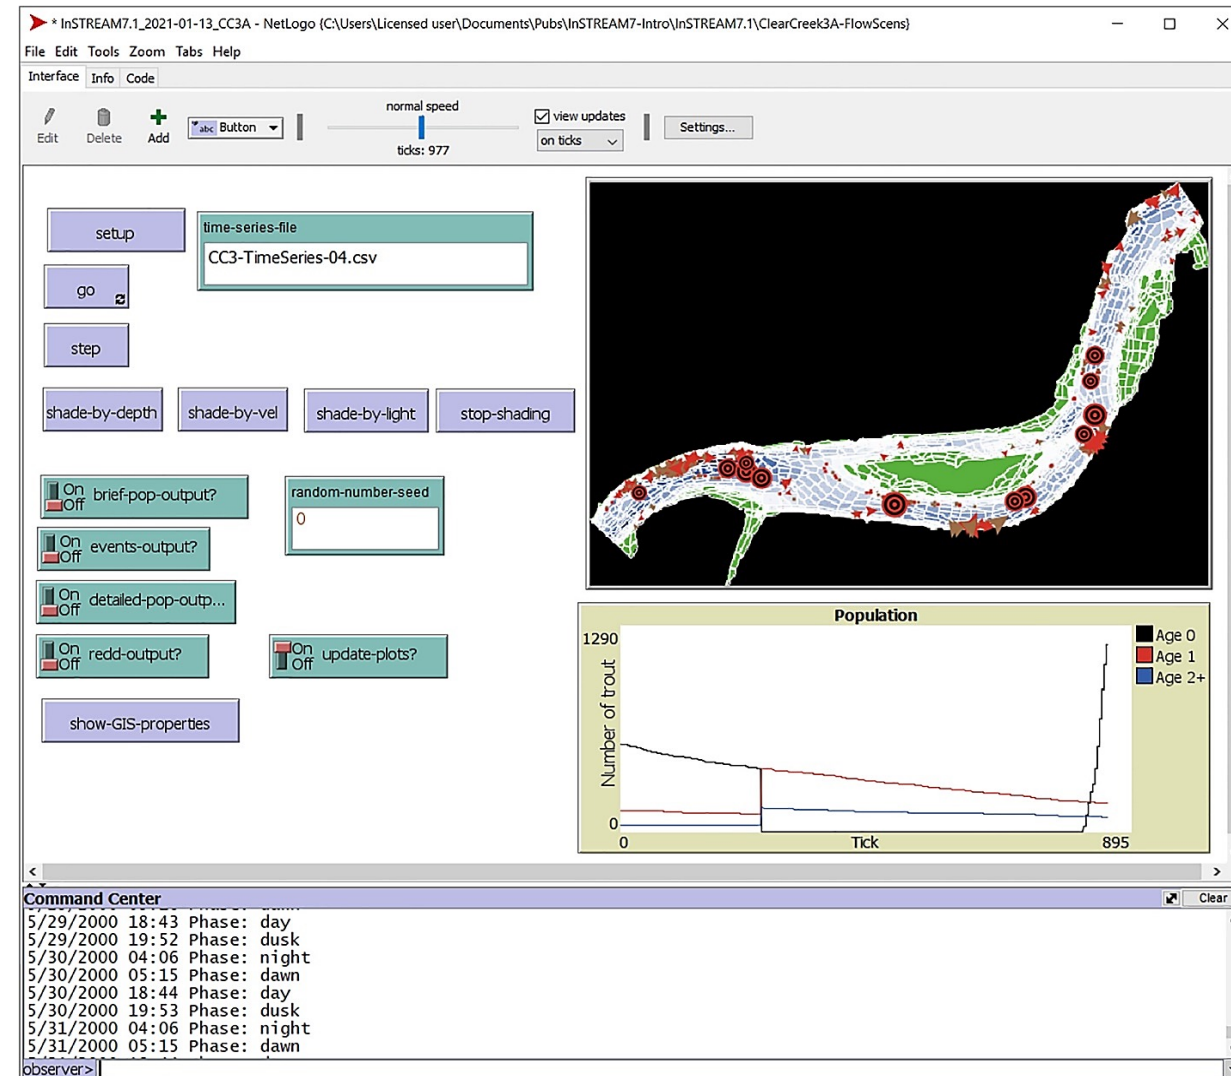 * InSTREAM7.1_2021-01-13_CC3A - NetLogo {C:\Users\Licensed user\Documents\Pubs\InSTREAM7-Intro\InSTREAM7.1\ClearCreek3A-FlowScens}
File Edit Tools Zoom Tabs Help
Interface Info Code
normal speed
view updates
Edit Delete Add abc Button on ticks Settings...
ticks: 977
setup
time-series-file
CC3-TimeSeries-04.csv
go
step
shade-by-depth shade-by-vel shade-by-light stop-shading
On
Off brief-pop-output?
random-number-seed
0
On
Off events-output?
On
Off detailed-pop-outp...
On
Off redd-output?
On
Off update-plots?
show-GIS-properties
Population
1290
Number of trout
0
0 Tick 895
Age 0
Age 1
Age 2+
Command Center Clear
5/29/2000 18:43 Phase: day
5/29/2000 19:52 Phase: dusk
5/30/2000 04:06 Phase: night
5/30/2000 05:15 Phase: dawn
5/30/2000 18:44 Phase: day
5/30/2000 19:53 Phase: dusk
5/31/2000 04:06 Phase: night
5/31/2000 05:15 Phase: dawn
observer>